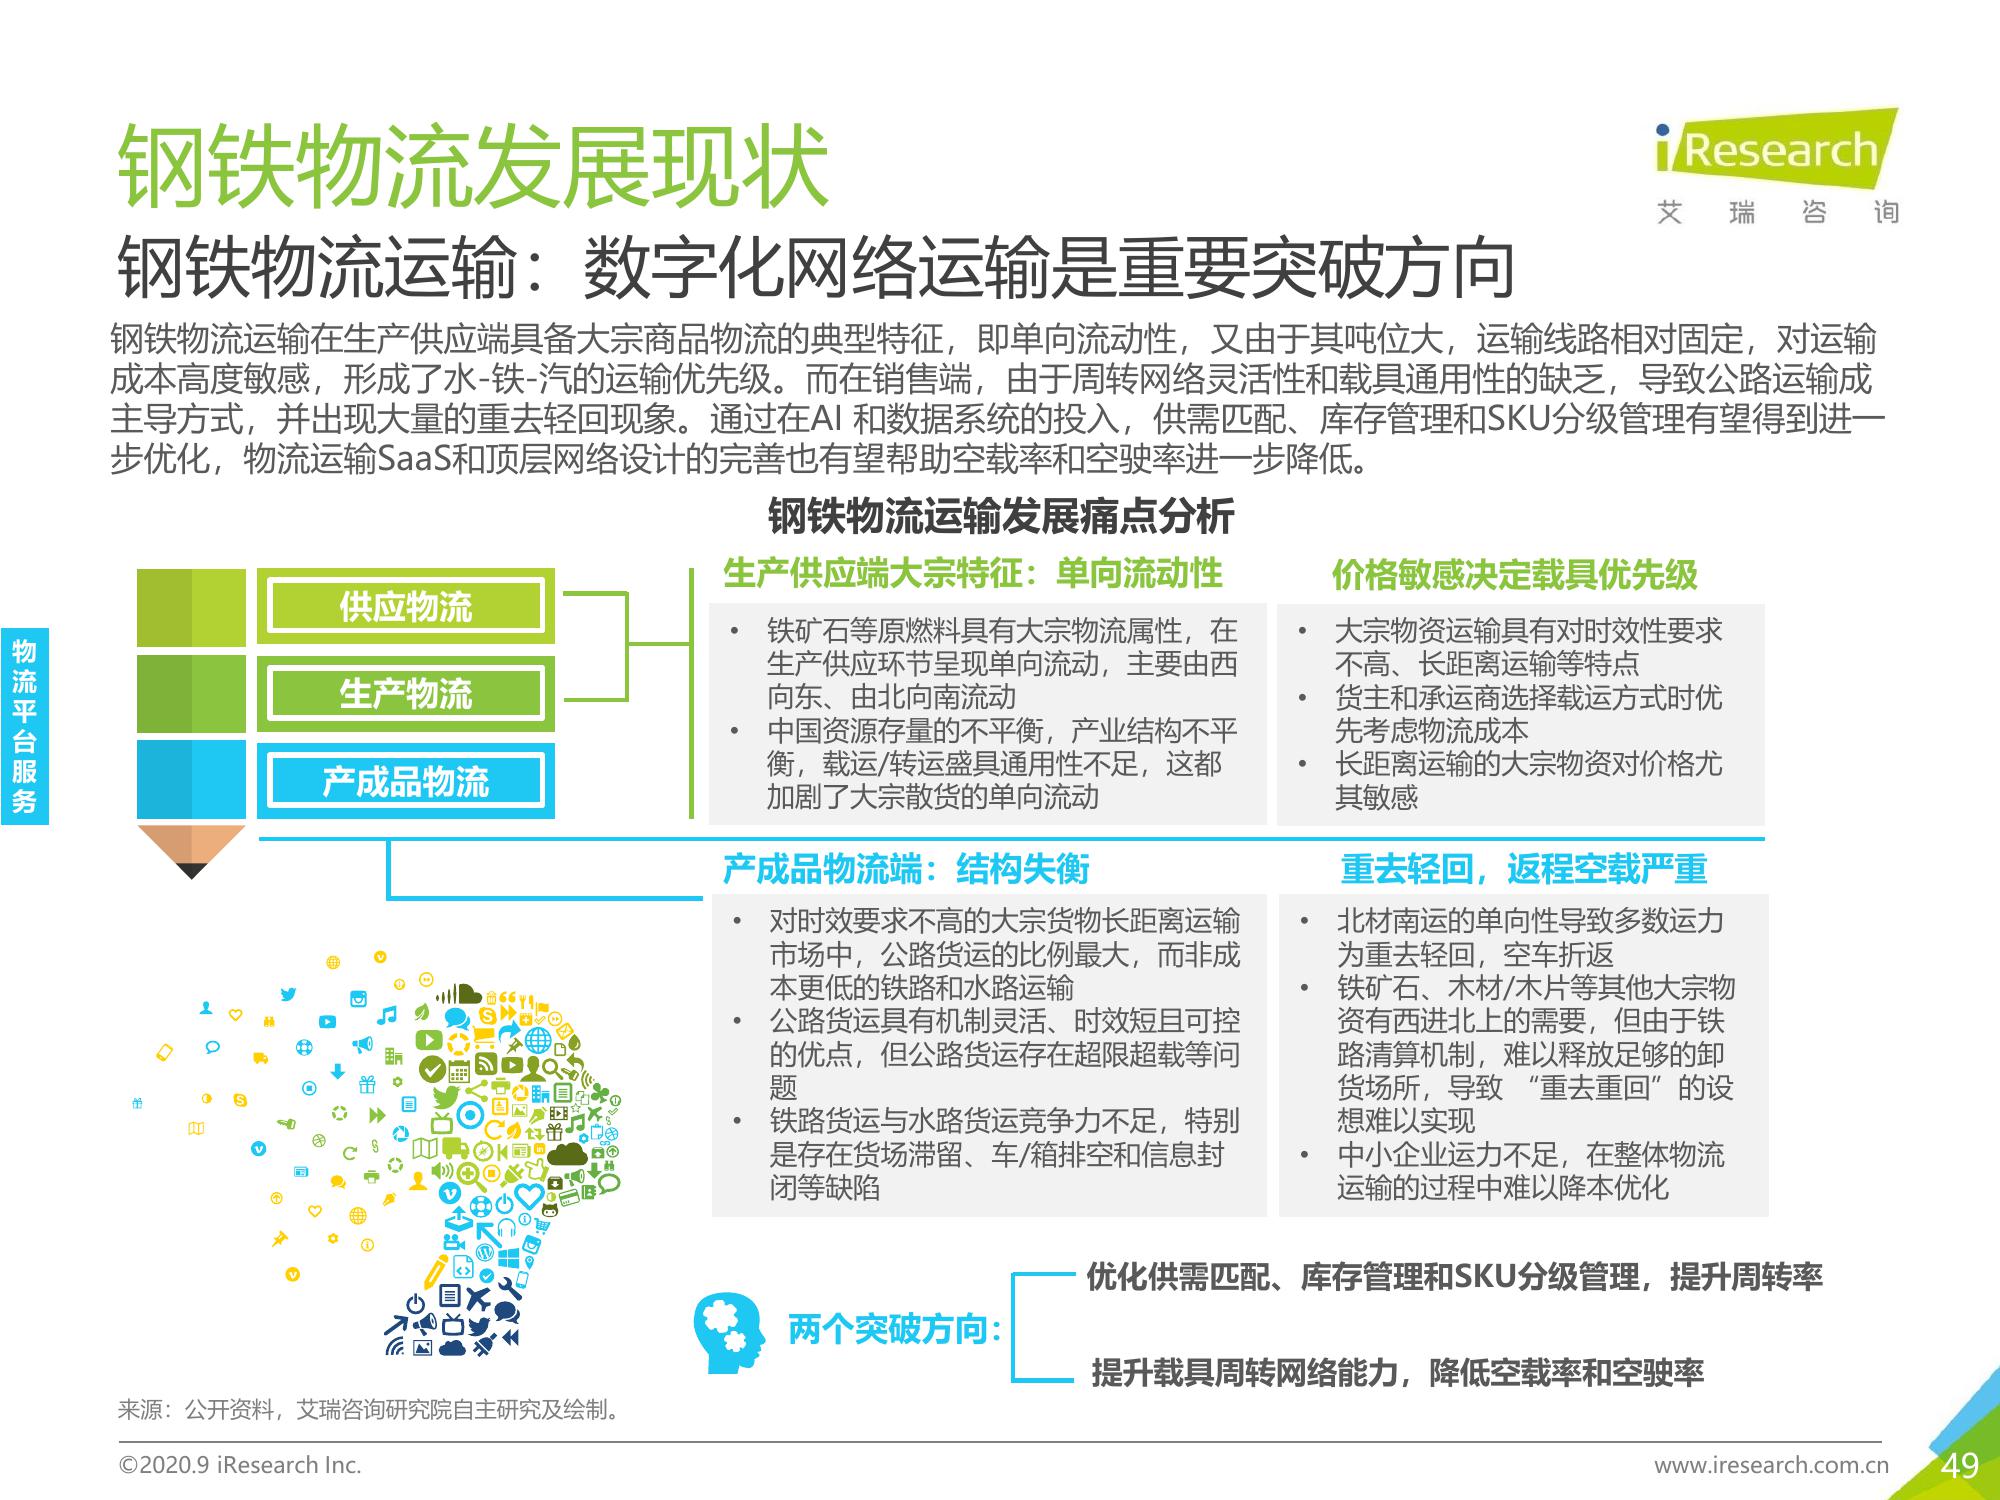 钢铁物流发展现状
iResearch
艾瑞咨询
钢铁物流运输：数字化网络运输是重要突破方向
钢铁物流运输在生产供应端具备大宗商品物流的典型特征，即单向流动性，又由于其吨位大，运输线路相对固定，对运输
成本高度敏感，形成了水-铁-汽的运输优先级。而在销售端，由于周转网络灵活性和载具通用性的缺乏，导致公路运输成
主导方式，并出现大量的重去轻回现象。通过在AI 和数据系统的投入，供需匹配、库存管理和SKU分级管理有望得到进一
步优化，物流运输SaaS和顶层网络设计的完善也有望帮助空载率和空驶率进一步降低。
钢铁物流运输发展痛点分析
物流平台服务
供应物流
生产物流
产成品物流
生产供应端大宗特征：单向流动性
• 铁矿石等原燃料具有大宗物流属性，在
生产供应环节呈现单向流动，主要由西
向东、由北向南流动
• 中国资源存量的不平衡，产业结构不平
衡，载运/转运盛具通用性不足，这都
加剧了大宗散货的单向流动
价格敏感决定载具优先级
• 大宗物资运输具有对时效性要求
不高、长距离运输等特点
• 货主和承运商选择载运方式时优
先考虑物流成本
• 长距离运输的大宗物资对价格尤
其敏感
产成品物流端：结构失衡
• 对时效要求不高的大宗货物长距离运输
市场中，公路货运的比例最大，而非成
本更低的铁路和水路运输
• 公路货运具有机制灵活、时效短且可控
的优点，但公路货运存在超限超载等问
题
• 铁路货运与水路货运竞争力不足，特别
是存在货场滞留、车/箱排空和信息封
闭等缺陷
重去轻回，返程空载严重
• 北材南运的单向性导致多数运力
为重去轻回，空车折返
• 铁矿石、木材/木片等其他大宗物
资有西进北上的需要，但由于铁
路清算机制，难以释放足够的卸
货场所，导致 “重去重回”的设
想难以实现
• 中小企业运力不足，在整体物流
运输的过程中难以降本优化
两个突破方向：
优化供需匹配、库存管理和SKU分级管理，提升周转率
提升载具周转网络能力，降低空载率和空驶率
来源：公开资料，艾瑞咨询研究院自主研究及绘制。
©2020.9 iResearch Inc.
www.iresearch.com.cn
49